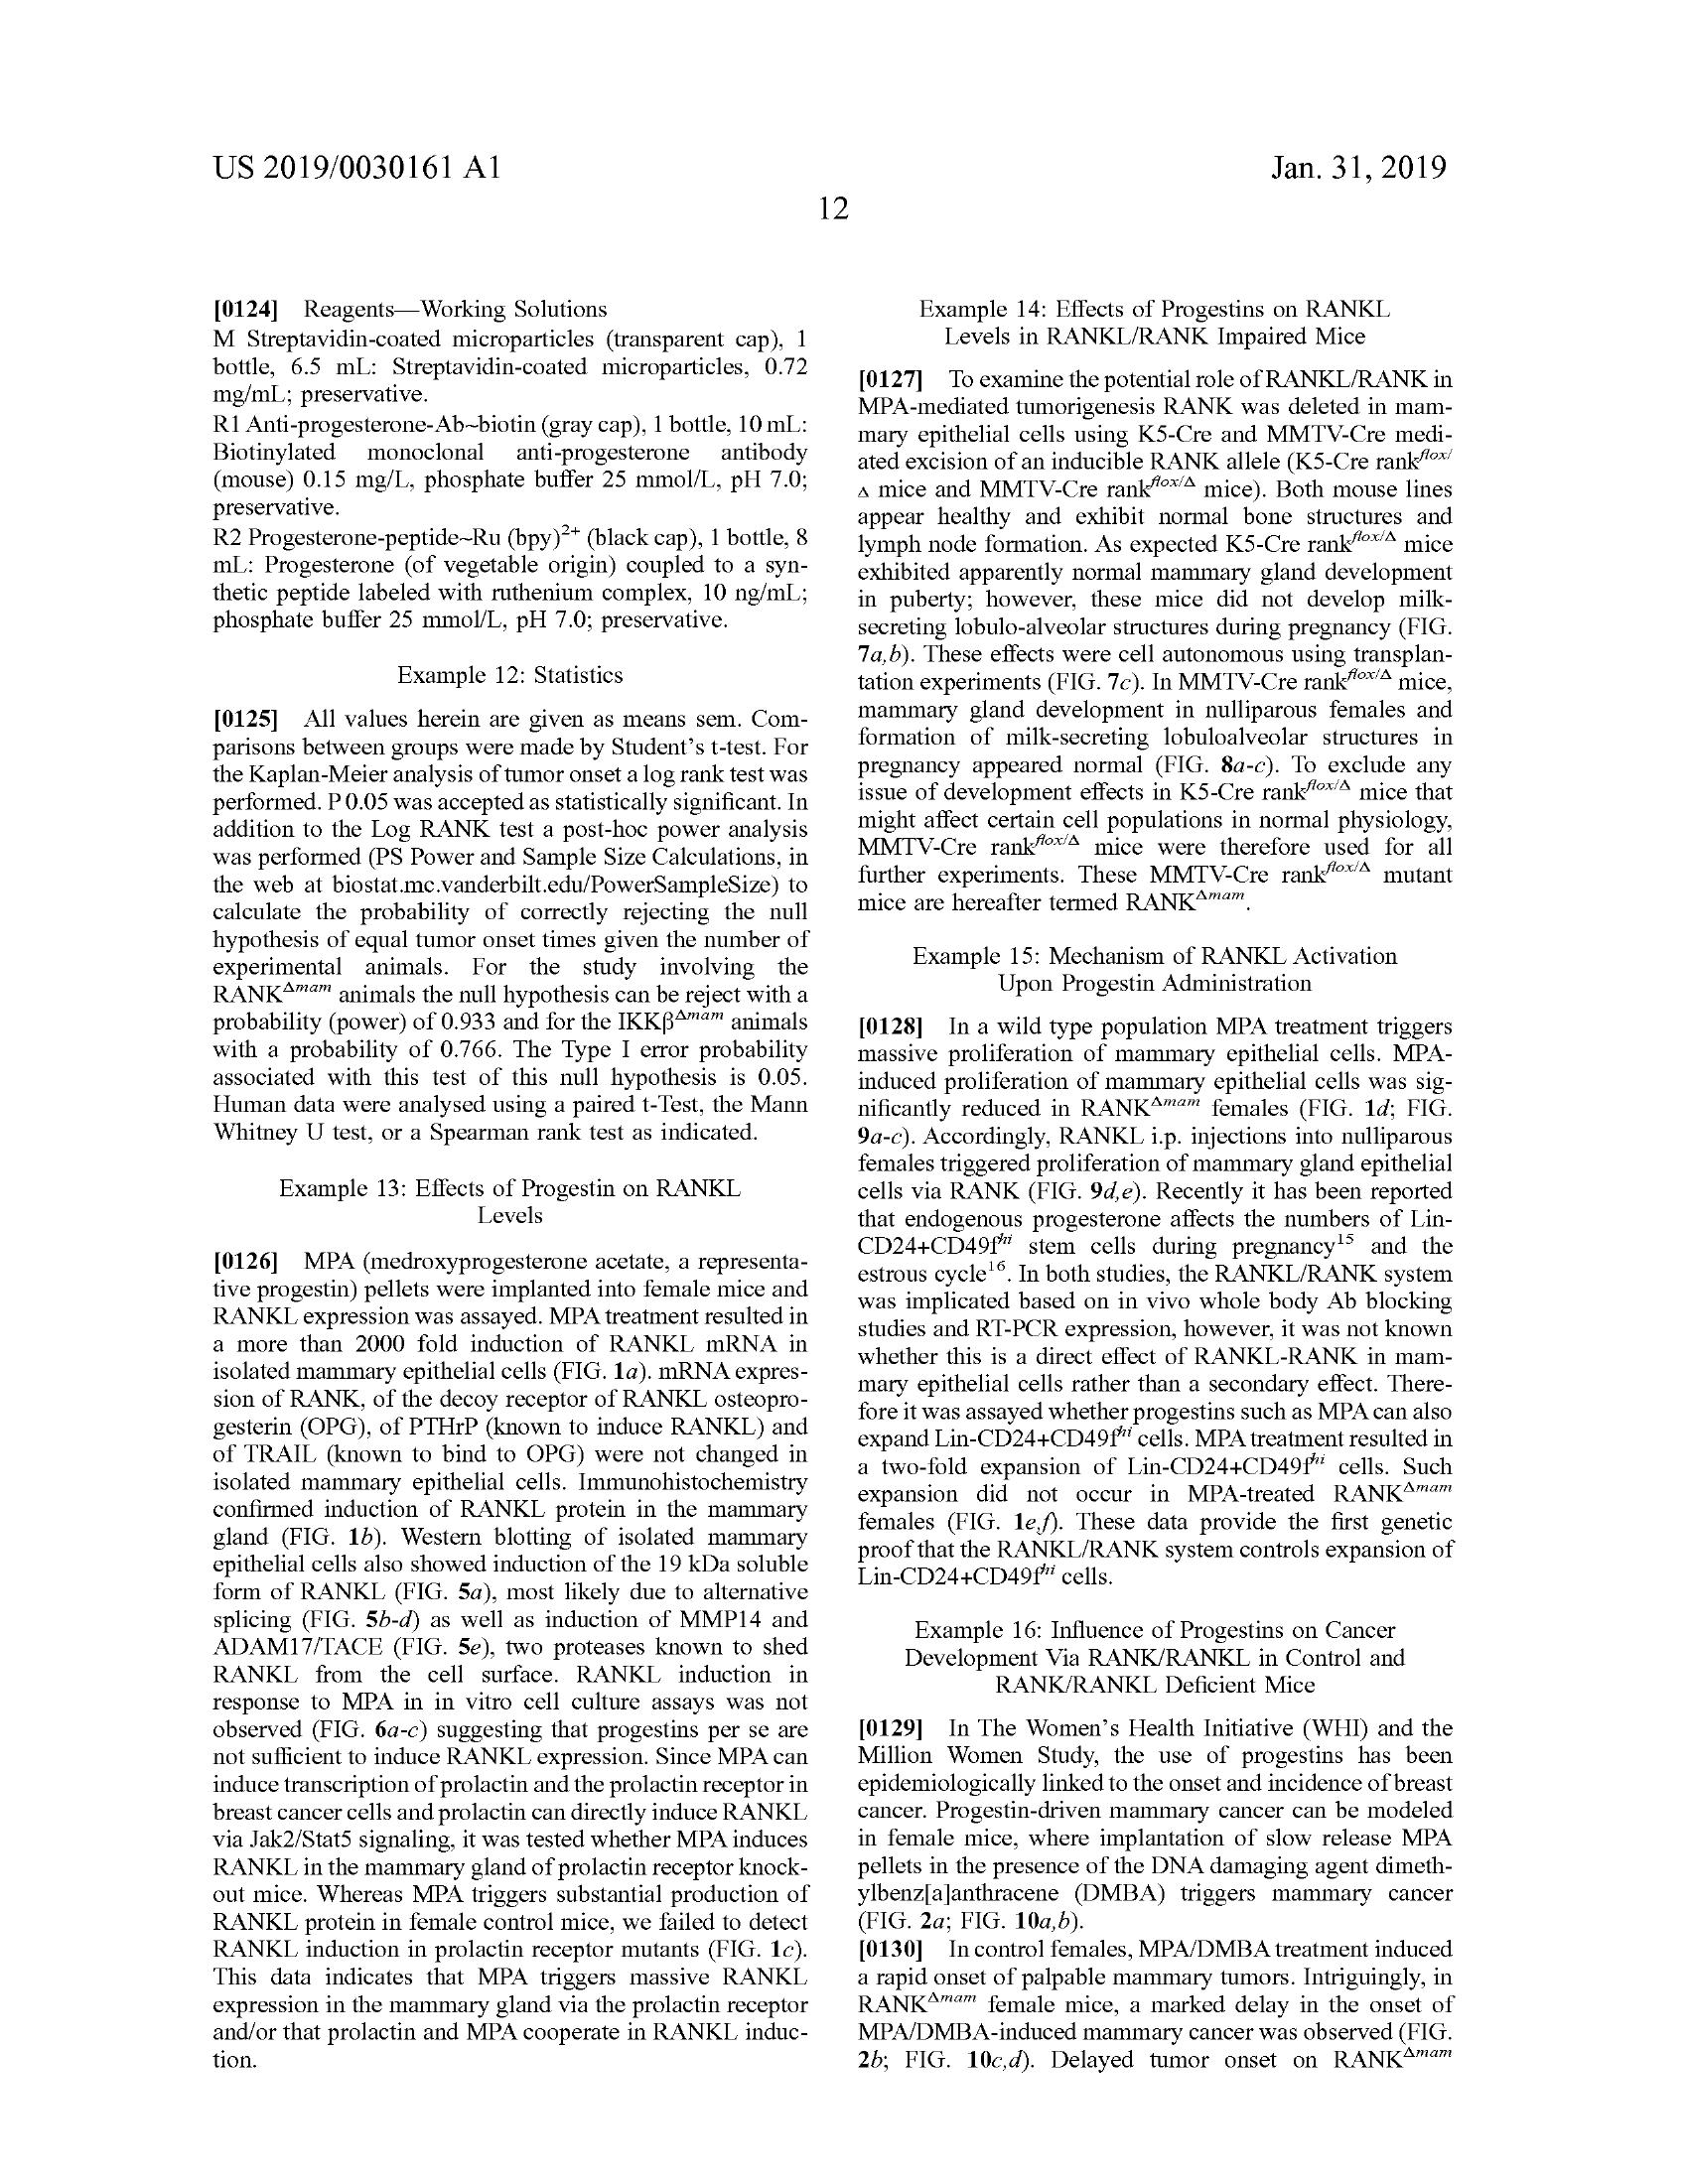 US 2019/0030161 A1
Jan. 31, 2019
12
[0124] Reagents—Working Solutions
M Streptavidin-coated microparticles (transparent cap), 1
bottle, 6.5 mL: Streptavidin-coated microparticles, 0.72
mg/mL; preservative.
R1 Anti-progesterone-Ab~biotin (gray cap), 1 bottle, 10 mL:
Biotinylated monoclonal anti-progesterone antibody
(mouse) 0.15 mg/L, phosphate buffer 25 mmol/L, pH 7.0;
preservative.
R2 Progesterone-peptide~Ru (bpy)²⁺ (black cap), 1 bottle, 8
mL: Progesterone (of vegetable origin) coupled to a syn-
thetic peptide labeled with ruthenium complex, 10 ng/mL;
phosphate buffer 25 mmol/L, pH 7.0; preservative.
Example 12: Statistics
[0125] All values herein are given as means sem. Com-
parisons between groups were made by Student's t-test. For
the Kaplan-Meier analysis of tumor onset a log rank test was
performed. P 0.05 was accepted as statistically significant. In
addition to the Log RANK test a post-hoc power analysis
was performed (PS Power and Sample Size Calculations, in
the web at biostat.mc.vanderbilt.edu/PowerSampleSize) to
calculate the probability of correctly rejecting the null
hypothesis of equal tumor onset times given the number of
experimental animals. For the study involving the
RANK^Δmam animals the null hypothesis can be reject with a
probability (power) of 0.933 and for the IKKβ^Δmam animals
with a probability of 0.766. The Type I error probability
associated with this test of this null hypothesis is 0.05.
Human data were analysed using a paired t-Test, the Mann
Whitney U test, or a Spearman rank test as indicated.
Example 13: Effects of Progestin on RANKL
Levels
[0126] MPA (medroxyprogesterone acetate, a representa-
tive progestin) pellets were implanted into female mice and
RANKL expression was assayed. MPA treatment resulted in
a more than 2000 fold induction of RANKL mRNA in
isolated mammary epithelial cells (FIG. 1a). mRNA expres-
sion of RANK, of the decoy receptor of RANKL osteopro-
gesterin (OPG), of PTHrP (known to induce RANKL) and
of TRAIL (known to bind to OPG) were not changed in
isolated mammary epithelial cells. Immunohistochemistry
confirmed induction of RANKL protein in the mammary
gland (FIG. 1b). Western blotting of isolated mammary
epithelial cells also showed induction of the 19 kDa soluble
form of RANKL (FIG. 5a), most likely due to alternative
splicing (FIG. 5b-d) as well as induction of MMP14 and
ADAM17/TACE (FIG. 5e), two proteases known to shed
RANKL from the cell surface. RANKL induction in
response to MPA in in vitro cell culture assays was not
observed (FIG. 6a-c) suggesting that progestins per se are
not sufficient to induce RANKL expression. Since MPA can
induce transcription of prolactin and the prolactin receptor in
breast cancer cells and prolactin can directly induce RANKL
via Jak2/Stat5 signaling, it was tested whether MPA induces
RANKL in the mammary gland of prolactin receptor knock-
out mice. Whereas MPA triggers substantial production of
RANKL protein in female control mice, we failed to detect
RANKL induction in prolactin receptor mutants (FIG. 1c).
This data indicates that MPA triggers massive RANKL
expression in the mammary gland via the prolactin receptor
and/or that prolactin and MPA cooperate in RANKL induc-
tion.
Example 14: Effects of Progestins on RANKL
Levels in RANKL/RANK Impaired Mice
[0127] To examine the potential role of RANKL/RANK in
MPA-mediated tumorigenesis RANK was deleted in mam-
mary epithelial cells using K5-Cre and MMTV-Cre medi-
ated excision of an inducible RANK allele (K5-Cre rank^flox/
Δ mice and MMTV-Cre rank^flox/Δ mice). Both mouse lines
appear healthy and exhibit normal bone structures and
lymph node formation. As expected K5-Cre rank^flox/Δ mice
exhibited apparently normal mammary gland development
in puberty; however, these mice did not develop milk-
secreting lobulo-alveolar structures during pregnancy (FIG.
7a,b). These effects were cell autonomous using transplan-
tation experiments (FIG. 7c). In MMTV-Cre rank^flox/Δ mice,
mammary gland development in nulliparous females and
formation of milk-secreting lobuloalveolar structures in
pregnancy appeared normal (FIG. 8a-c). To exclude any
issue of development effects in K5-Cre rank^flox/Δ mice that
might affect certain cell populations in normal physiology,
MMTV-Cre rank^flox/Δ mice were therefore used for all
further experiments. These MMTV-Cre rank^flox/Δ mutant
mice are hereafter termed RANK^Δmam.
Example 15: Mechanism of RANKL Activation
Upon Progestin Administration
[0128] In a wild type population MPA treatment triggers
massive proliferation of mammary epithelial cells. MPA-
induced proliferation of mammary epithelial cells was sig-
nificantly reduced in RANK^Δmam females (FIG. 1d; FIG.
9a-c). Accordingly, RANKL i.p. injections into nulliparous
females triggered proliferation of mammary gland epithelial
cells via RANK (FIG. 9d,e). Recently it has been reported
that endogenous progesterone affects the numbers of Lin-
CD24+CD49f^hi stem cells during pregnancy¹⁵ and the
estrous cycle¹⁶. In both studies, the RANKL/RANK system
was implicated based on in vivo whole body Ab blocking
studies and RT-PCR expression, however, it was not known
whether this is a direct effect of RANKL-RANK in mam-
mary epithelial cells rather than a secondary effect. There-
fore it was assayed whether progestins such as MPA can also
expand Lin-CD24+CD49f^hi cells. MPA treatment resulted in
a two-fold expansion of Lin-CD24+CD49f^hi cells. Such
expansion did not occur in MPA-treated RANK^Δmam
females (FIG. 1e,f). These data provide the first genetic
proof that the RANKL/RANK system controls expansion of
Lin-CD24+CD49f^hi cells.
Example 16: Influence of Progestins on Cancer
Development Via RANK/RANKL in Control and
RANK/RANKL Deficient Mice
[0129] In The Women's Health Initiative (WHI) and the
Million Women Study, the use of progestins has been
epidemiologically linked to the onset and incidence of breast
cancer. Progestin-driven mammary cancer can be modeled
in female mice, where implantation of slow release MPA
pellets in the presence of the DNA damaging agent dimeth-
ylbenz[a]anthracene (DMBA) triggers mammary cancer
(FIG. 2a; FIG. 10a,b).
[0130] In control females, MPA/DMBA treatment induced
a rapid onset of palpable mammary tumors. Intriguingly, in
RANK^Δmam female mice, a marked delay in the onset of
MPA/DMBA-induced mammary cancer was observed (FIG.
2b; FIG. 10c,d). Delayed tumor onset on RANK^Δmam